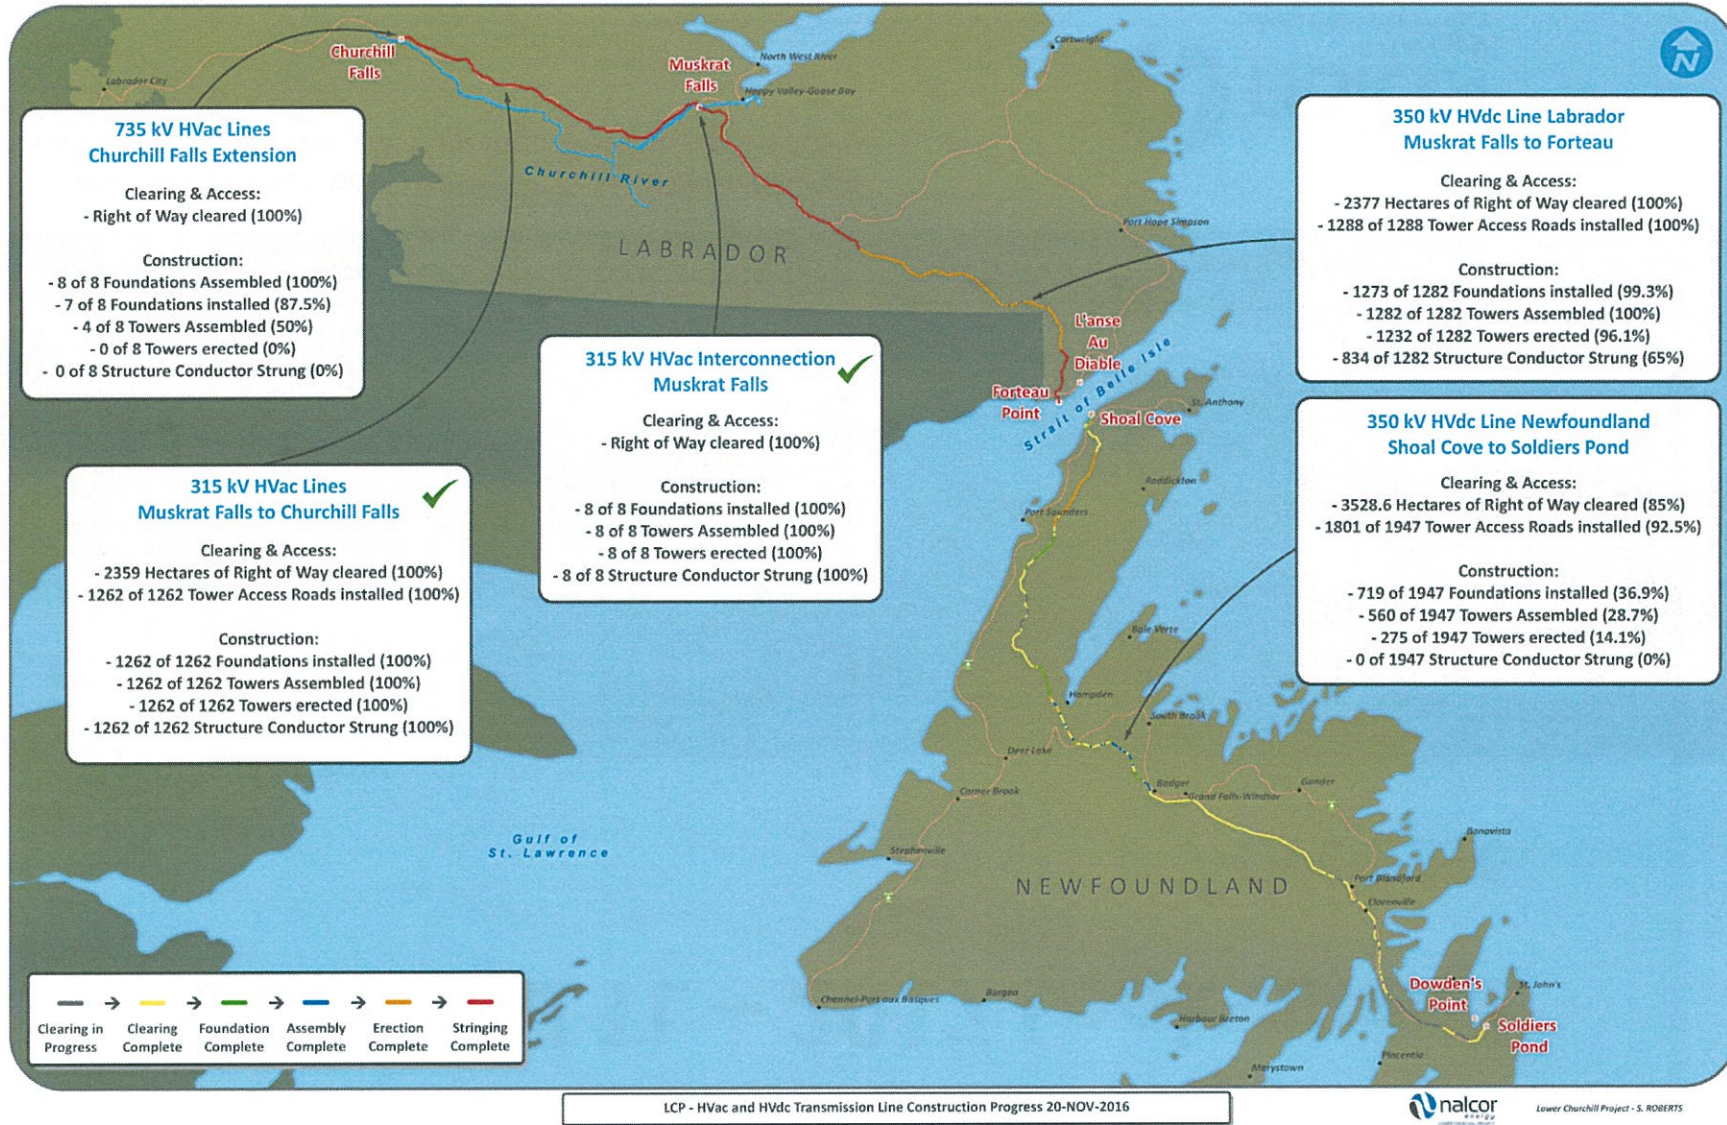 Churchill
Falls
Labrador City
Muskrat
Falls
North West River
Happy Valley-Goose Bay
Cartwright
N
735 kV HVac Lines
Churchill Falls Extension
Clearing & Access:
- Right of Way cleared (100%)
Construction:
- 8 of 8 Foundations Assembled (100%)
- 7 of 8 Foundations installed (87.5%)
- 4 of 8 Towers Assembled (50%)
- 0 of 8 Towers erected (0%)
- 0 of 8 Structure Conductor Strung (0%)
Churchill River
LABRADOR
Port Hope Simpson
350 kV HVdc Line Labrador
Muskrat Falls to Forteau
Clearing & Access:
- 2377 Hectares of Right of Way cleared (100%)
- 1288 of 1288 Tower Access Roads installed (100%)
Construction:
- 1273 of 1282 Foundations installed (99.3%)
- 1282 of 1282 Towers Assembled (100%)
- 1232 of 1282 Towers erected (96.1%)
- 834 of 1282 Structure Conductor Strung (65%)
315 kV HVac Interconnection
Muskrat Falls
Clearing & Access:
- Right of Way cleared (100%)
Construction:
- 8 of 8 Foundations installed (100%)
- 8 of 8 Towers Assembled (100%)
- 8 of 8 Towers erected (100%)
- 8 of 8 Structure Conductor Strung (100%)
L'anse
Au
Diable
Forteau
Point
Strait of Belle Isle
Shoal Cove
St. Anthony
315 kV HVac Lines
Muskrat Falls to Churchill Falls
Clearing & Access:
- 2359 Hectares of Right of Way cleared (100%)
- 1262 of 1262 Tower Access Roads installed (100%)
Construction:
- 1262 of 1262 Foundations installed (100%)
- 1262 of 1262 Towers Assembled (100%)
- 1262 of 1262 Towers erected (100%)
- 1262 of 1262 Structure Conductor Strung (100%)
350 kV HVdc Line Newfoundland
Shoal Cove to Soldiers Pond
Clearing & Access:
- 3528.6 Hectares of Right of Way cleared (85%)
- 1801 of 1947 Tower Access Roads installed (92.5%)
Construction:
- 719 of 1947 Foundations installed (36.9%)
- 560 of 1947 Towers Assembled (28.7%)
- 275 of 1947 Towers erected (14.1%)
- 0 of 1947 Structure Conductor Strung (0%)
Roddickton
Port Saunders
Baie Verte
Hampden
South Brook
Deer Lake
Badger
Grand Falls-Windsor
Gander
Corner Brook
Bonavista
Gulf of
St. Lawrence
Stephenville
NEWFOUNDLAND
Port Blandford
Clarenville
Dowden's
Point
St. John's
Soldiers
Pond
Channel-Port aux Basques
Burgeo
Harbour Breton
Placentia
Marystown
Clearing in
Progress
Clearing
Complete
Foundation
Complete
Assembly
Complete
Erection
Complete
Stringing
Complete
LCP - HVac and HVdc Transmission Line Construction Progress 20-NOV-2016
nalcor
energy
Lower Churchill Project - S. ROBERTS